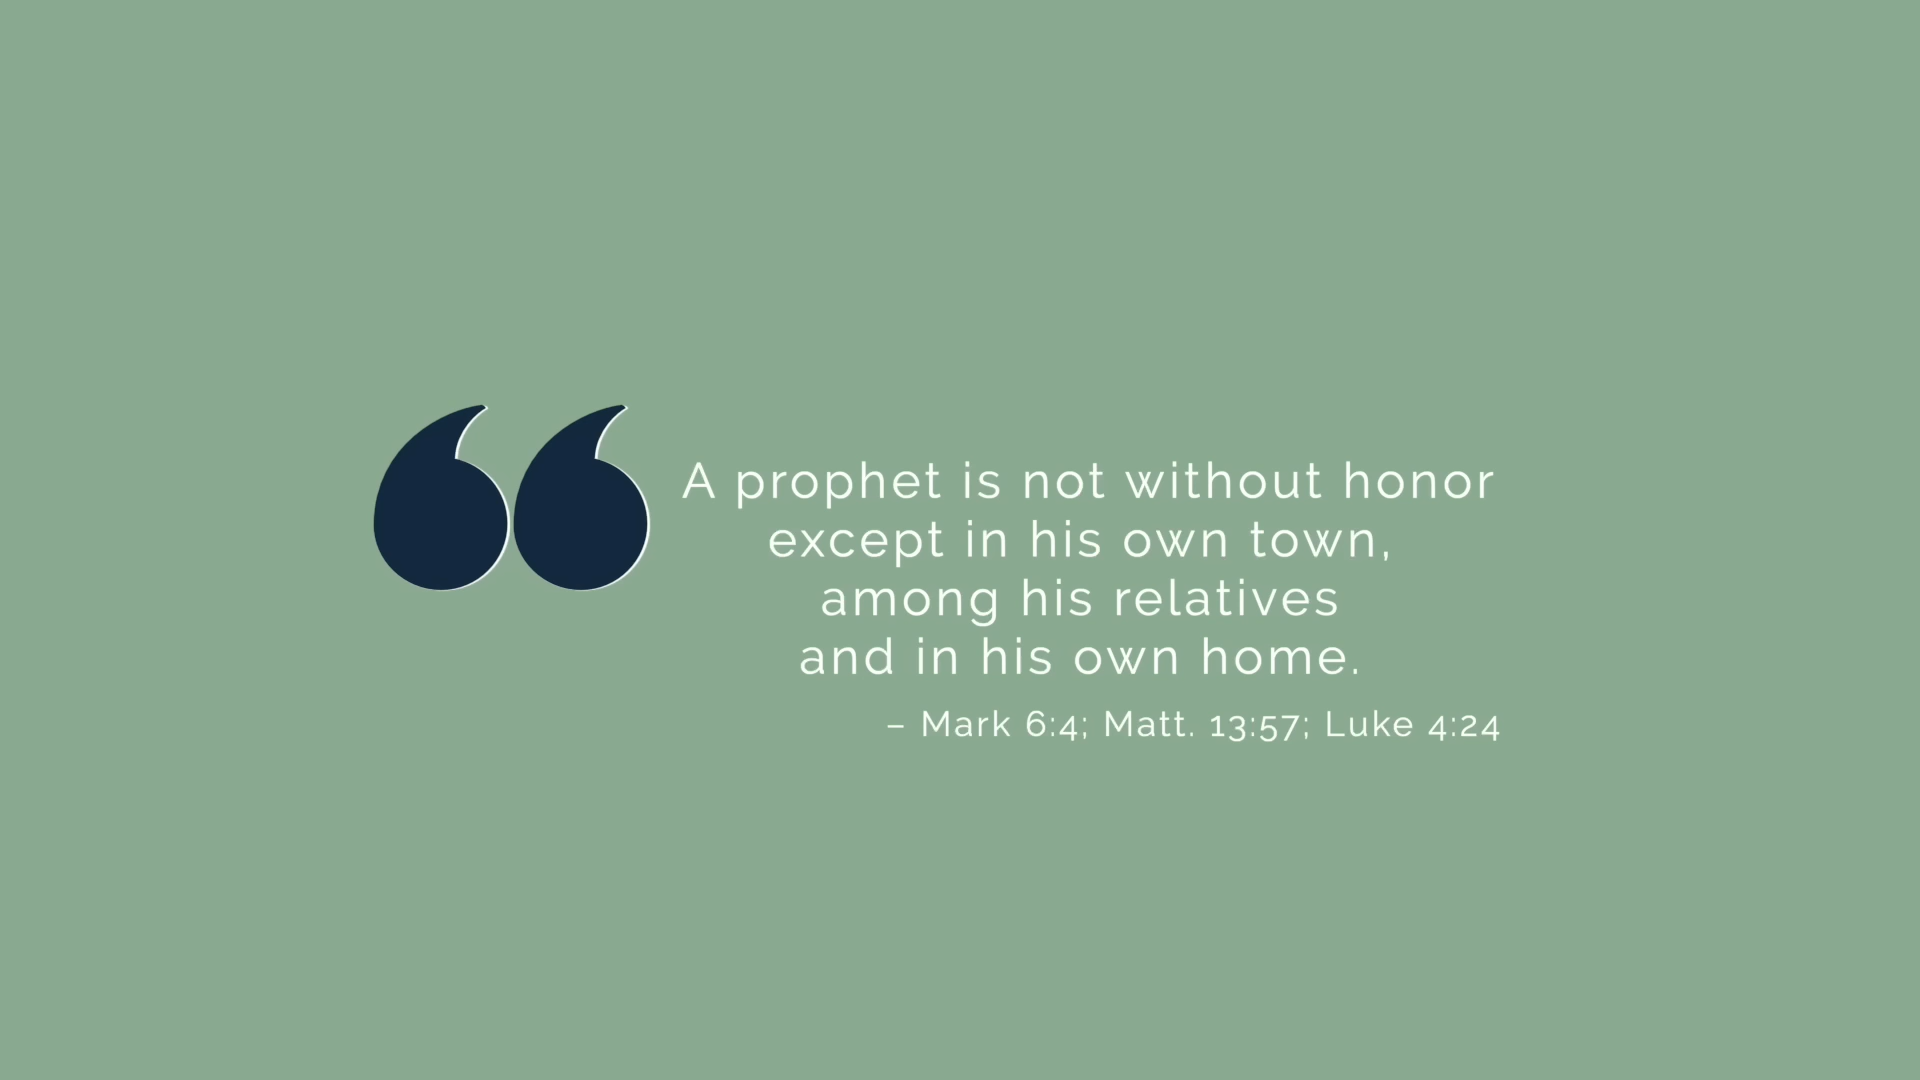 A prophet is not without honor
except in his own town,
among his relatives
and in his own home.
– Mark 6:4; Matt. 13:57; Luke 4:24